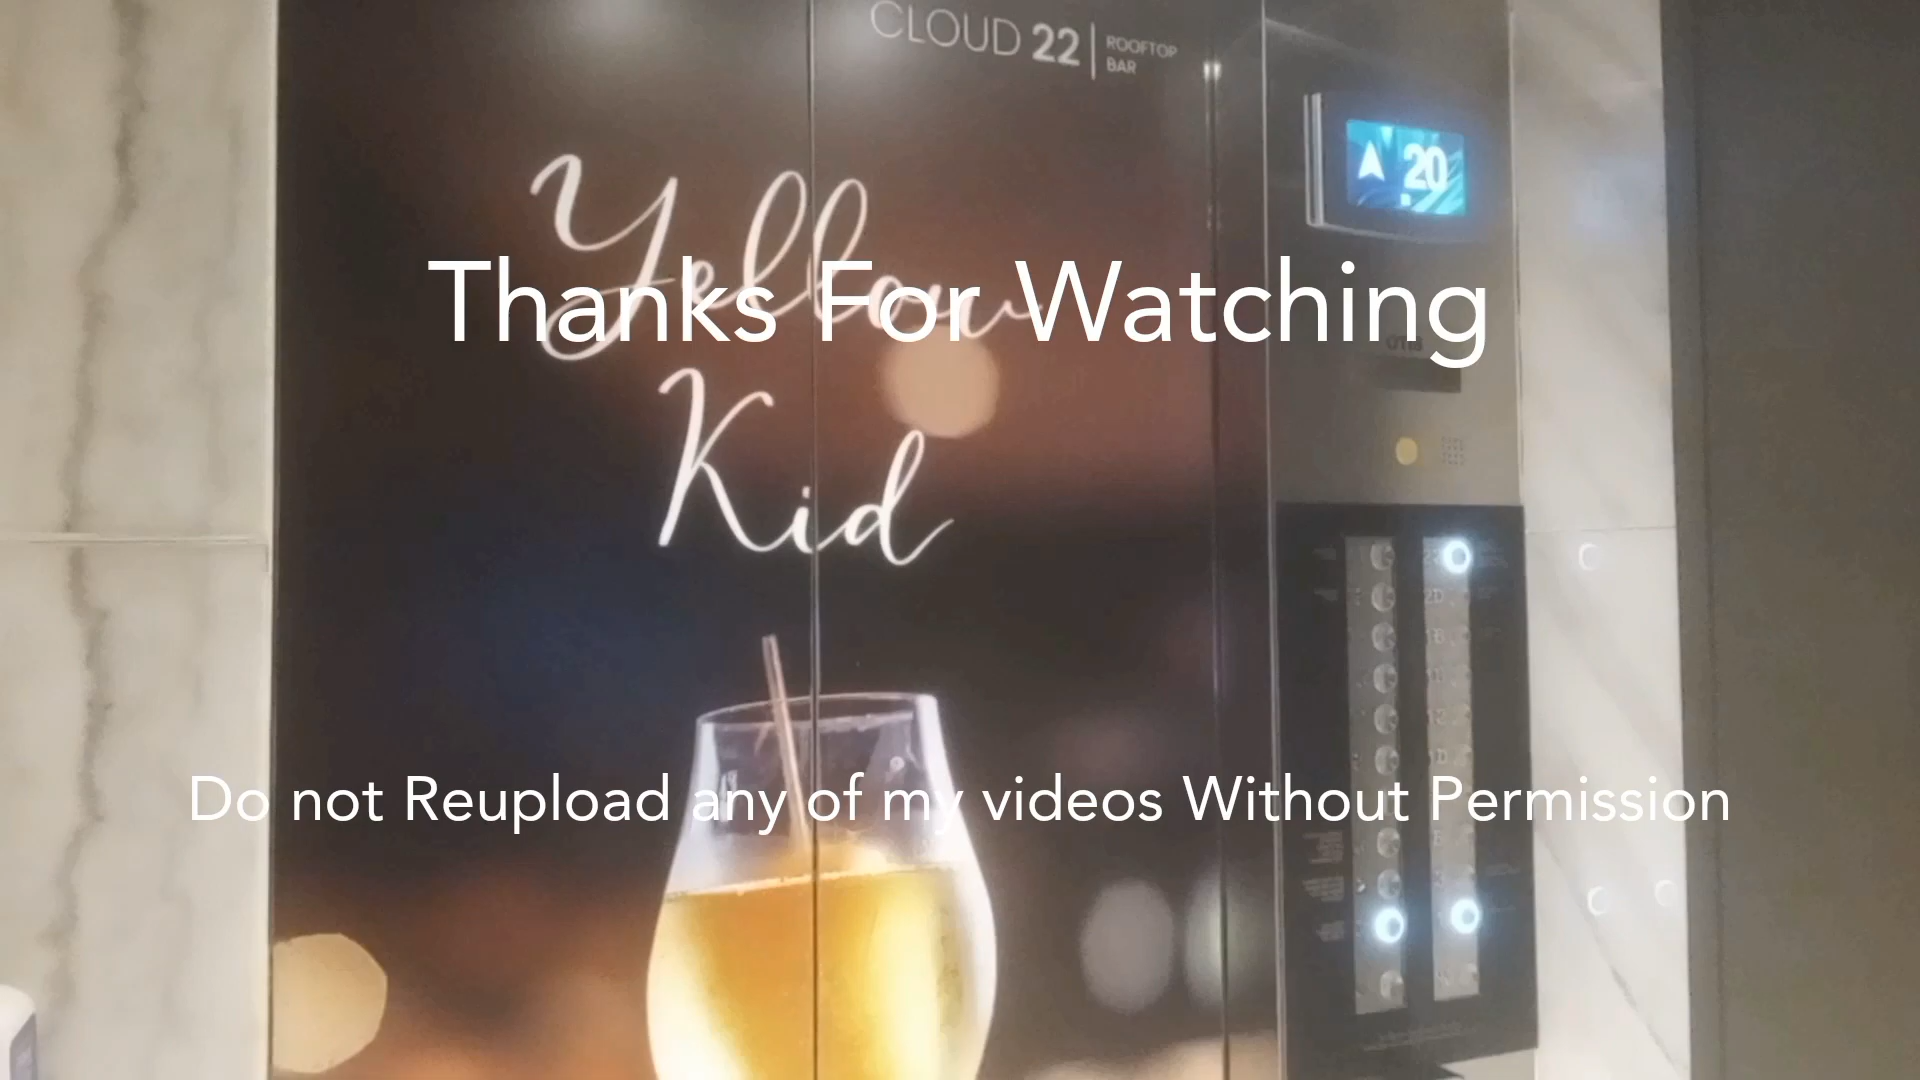 CLOUD 22 | ROOFTOP
BAR
20
Yellow
Thanks For Watching
OTIS
Kid
Do not Reupload any of my videos Without Permission